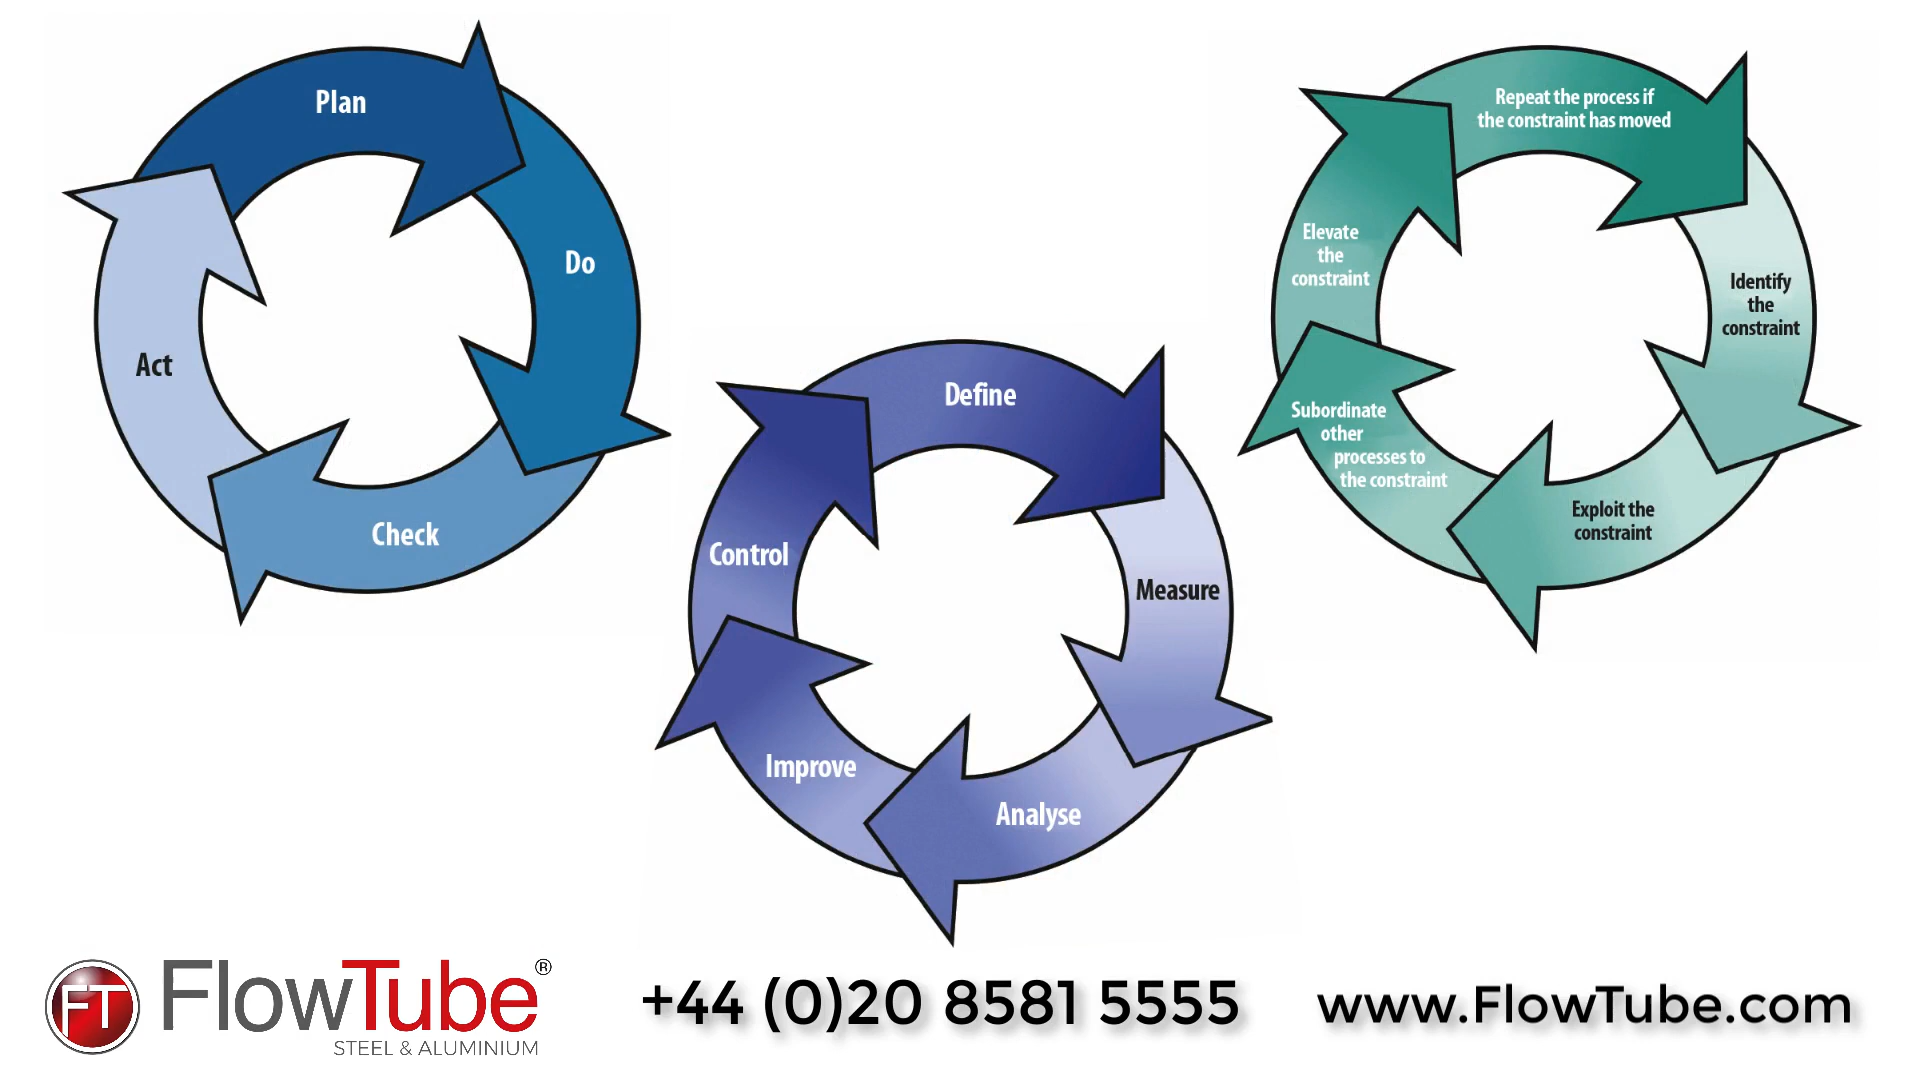 Plan
Do
Check
Act
Define
Measure
Analyse
Improve
Control
Repeat the process if
the constraint has moved
Identify
the
constraint
Exploit the
constraint
Subordinate
other
processes to
the constraint
Elevate
the
constraint
FT
FlowTube®
STEEL & ALUMINIUM
+44 (0)20 8581 5555
www.FlowTube.com